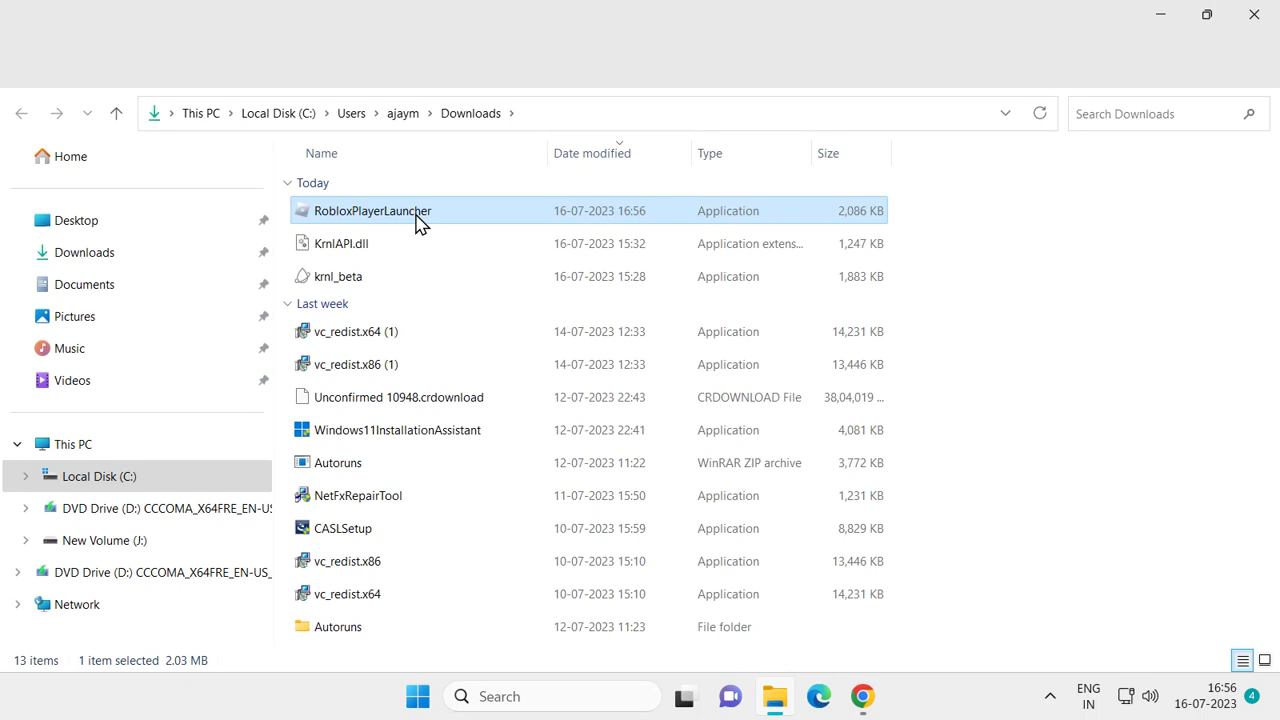 This PC > Local Disk (C:) > Users > ajaym > Downloads >
Search Downloads
Home
Desktop
Downloads
Documents
Pictures
Music
Videos
This PC
Local Disk (C:)
DVD Drive (D:) CCCOMA_X64FRE_EN-US
New Volume (J:)
DVD Drive (D:) CCCOMA_X64FRE_EN-US_
Network
Name Date modified Type Size
Today
RobloxPlayerLauncher 16-07-2023 16:56 Application 2,086 KB
KrnlAPI.dll 16-07-2023 15:32 Application extens... 1,247 KB
krnl_beta 16-07-2023 15:28 Application 1,883 KB
Last week
vc_redist.x64 (1) 14-07-2023 12:33 Application 14,231 KB
vc_redist.x86 (1) 14-07-2023 12:33 Application 13,446 KB
Unconfirmed 10948.crdownload 12-07-2023 22:43 CRDOWNLOAD File 38,04,019 ...
Windows11InstallationAssistant 12-07-2023 22:41 Application 4,081 KB
Autoruns 12-07-2023 11:22 WinRAR ZIP archive 3,772 KB
NetFxRepairTool 11-07-2023 15:50 Application 1,231 KB
CASLSetup 10-07-2023 15:59 Application 8,829 KB
vc_redist.x86 10-07-2023 15:10 Application 13,446 KB
vc_redist.x64 10-07-2023 15:10 Application 14,231 KB
Autoruns 12-07-2023 11:23 File folder
13 items 1 item selected 2.03 MB
Search
ENG
IN
16:56
16-07-2023
4